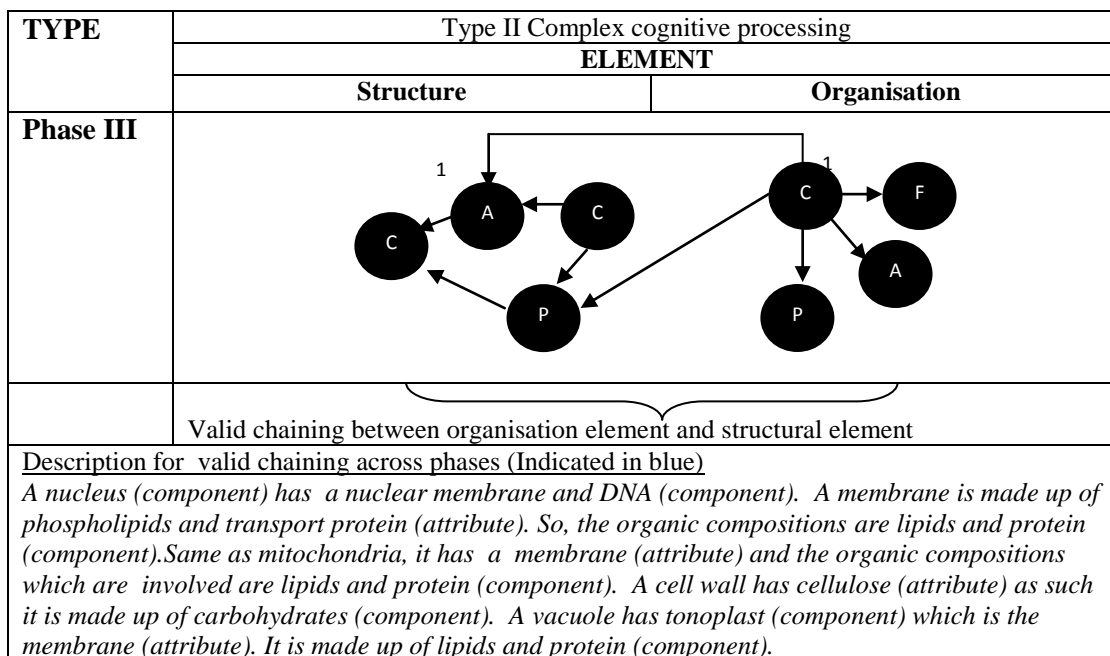 TYPE
Type II Complex cognitive processing
ELEMENT
Structure Organisation
Phase III
1 1
C F
A C
C A
P P
Valid chaining between organisation element and structural element
Description for valid chaining across phases (Indicated in blue)
A nucleus (component) has a nuclear membrane and DNA (component). A membrane is made up of
phospholipids and transport protein (attribute). So, the organic compositions are lipids and protein
(component).Same as mitochondria, it has a membrane (attribute) and the organic compositions
which are involved are lipids and protein (component). A cell wall has cellulose (attribute) as such
it is made up of carbohydrates (component). A vacuole has tonoplast (component) which is the
membrane (attribute). It is made up of lipids and protein (component).